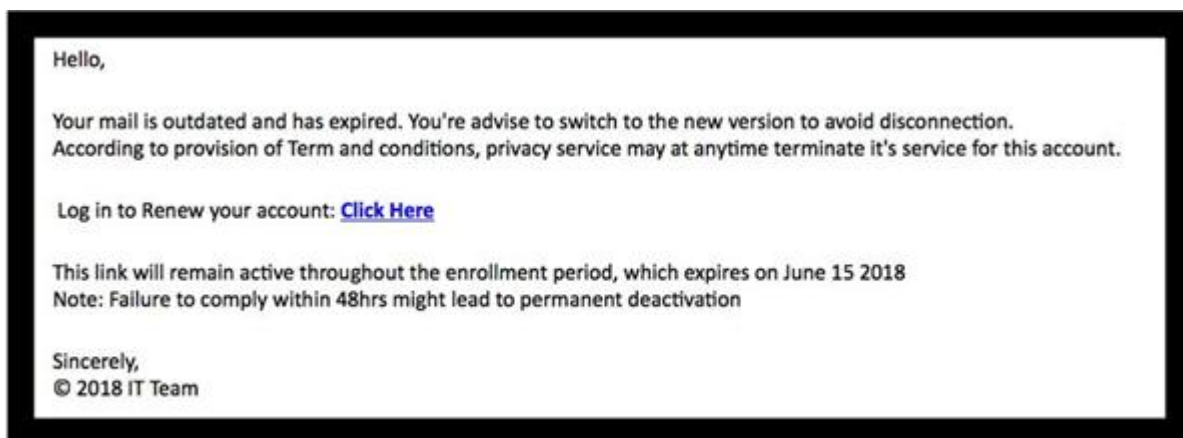 Hello,
Your mail is outdated and has expired. You're advise to switch to the new version to avoid disconnection.
According to provision of Term and conditions, privacy service may at anytime terminate it's service for this account.
Log in to Renew your account: Click Here
This link will remain active throughout the enrollment period, which expires on June 15 2018
Note: Failure to comply within 48hrs might lead to permanent deactivation
Sincerely,
© 2018 IT Team